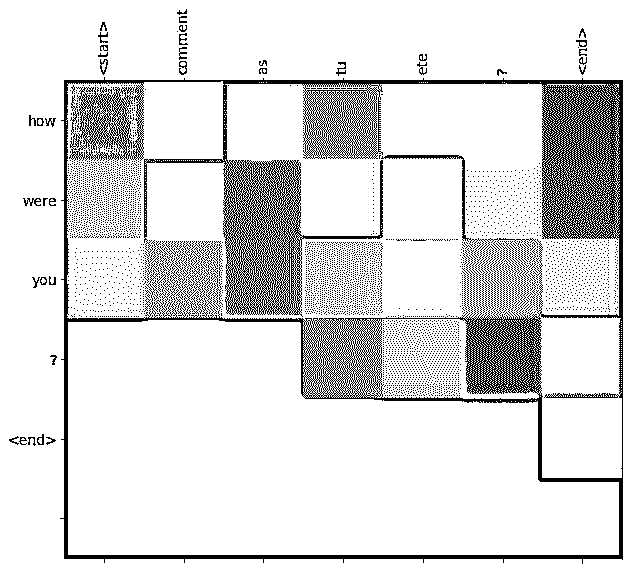 <start>
comment
as
tu
ete
?
<end>
how
were
you
?
<end>